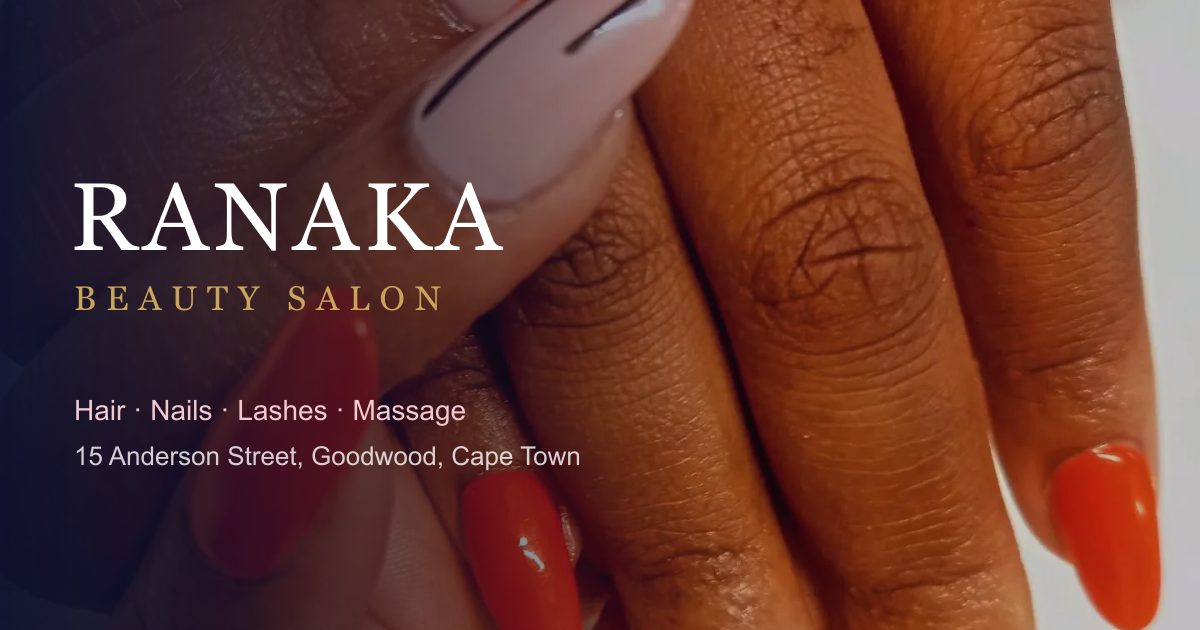 RANAKA
BEAUTY SALON
Hair · Nails · Lashes · Massage
15 Anderson Street, Goodwood, Cape Town